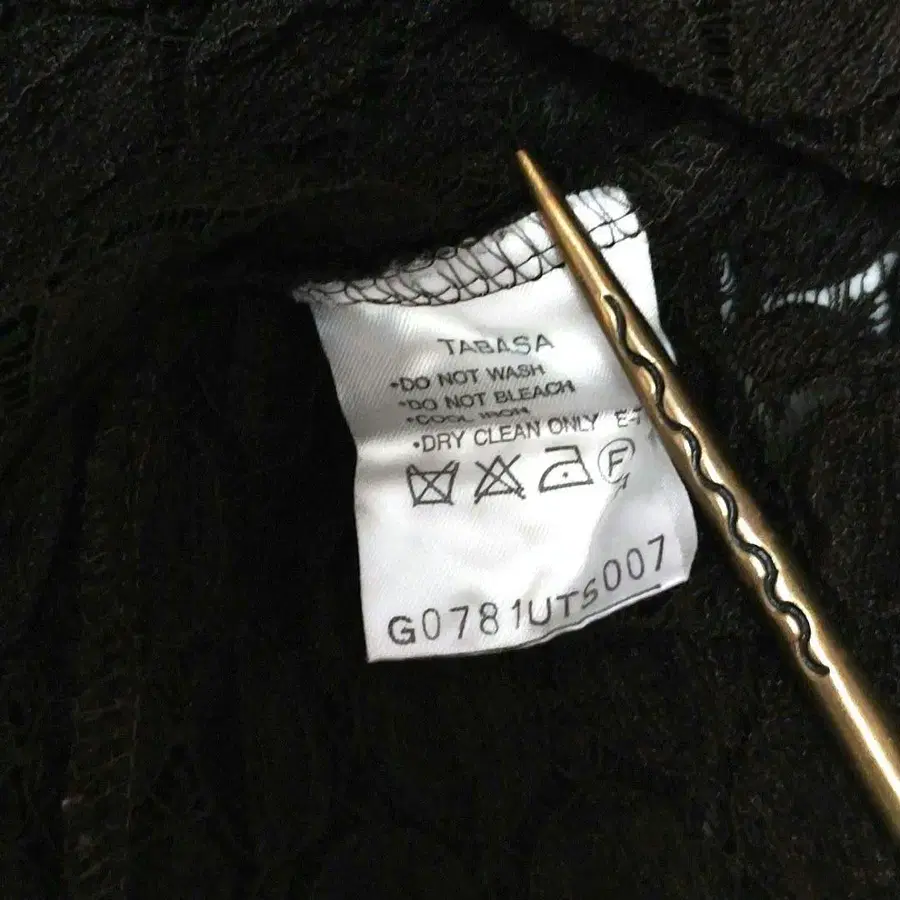 TABASA
•DO NOT WASH
•DO NOT BLEACH
•COOL IRON
•DRY CLEAN ONLY
F
G0781UTS007